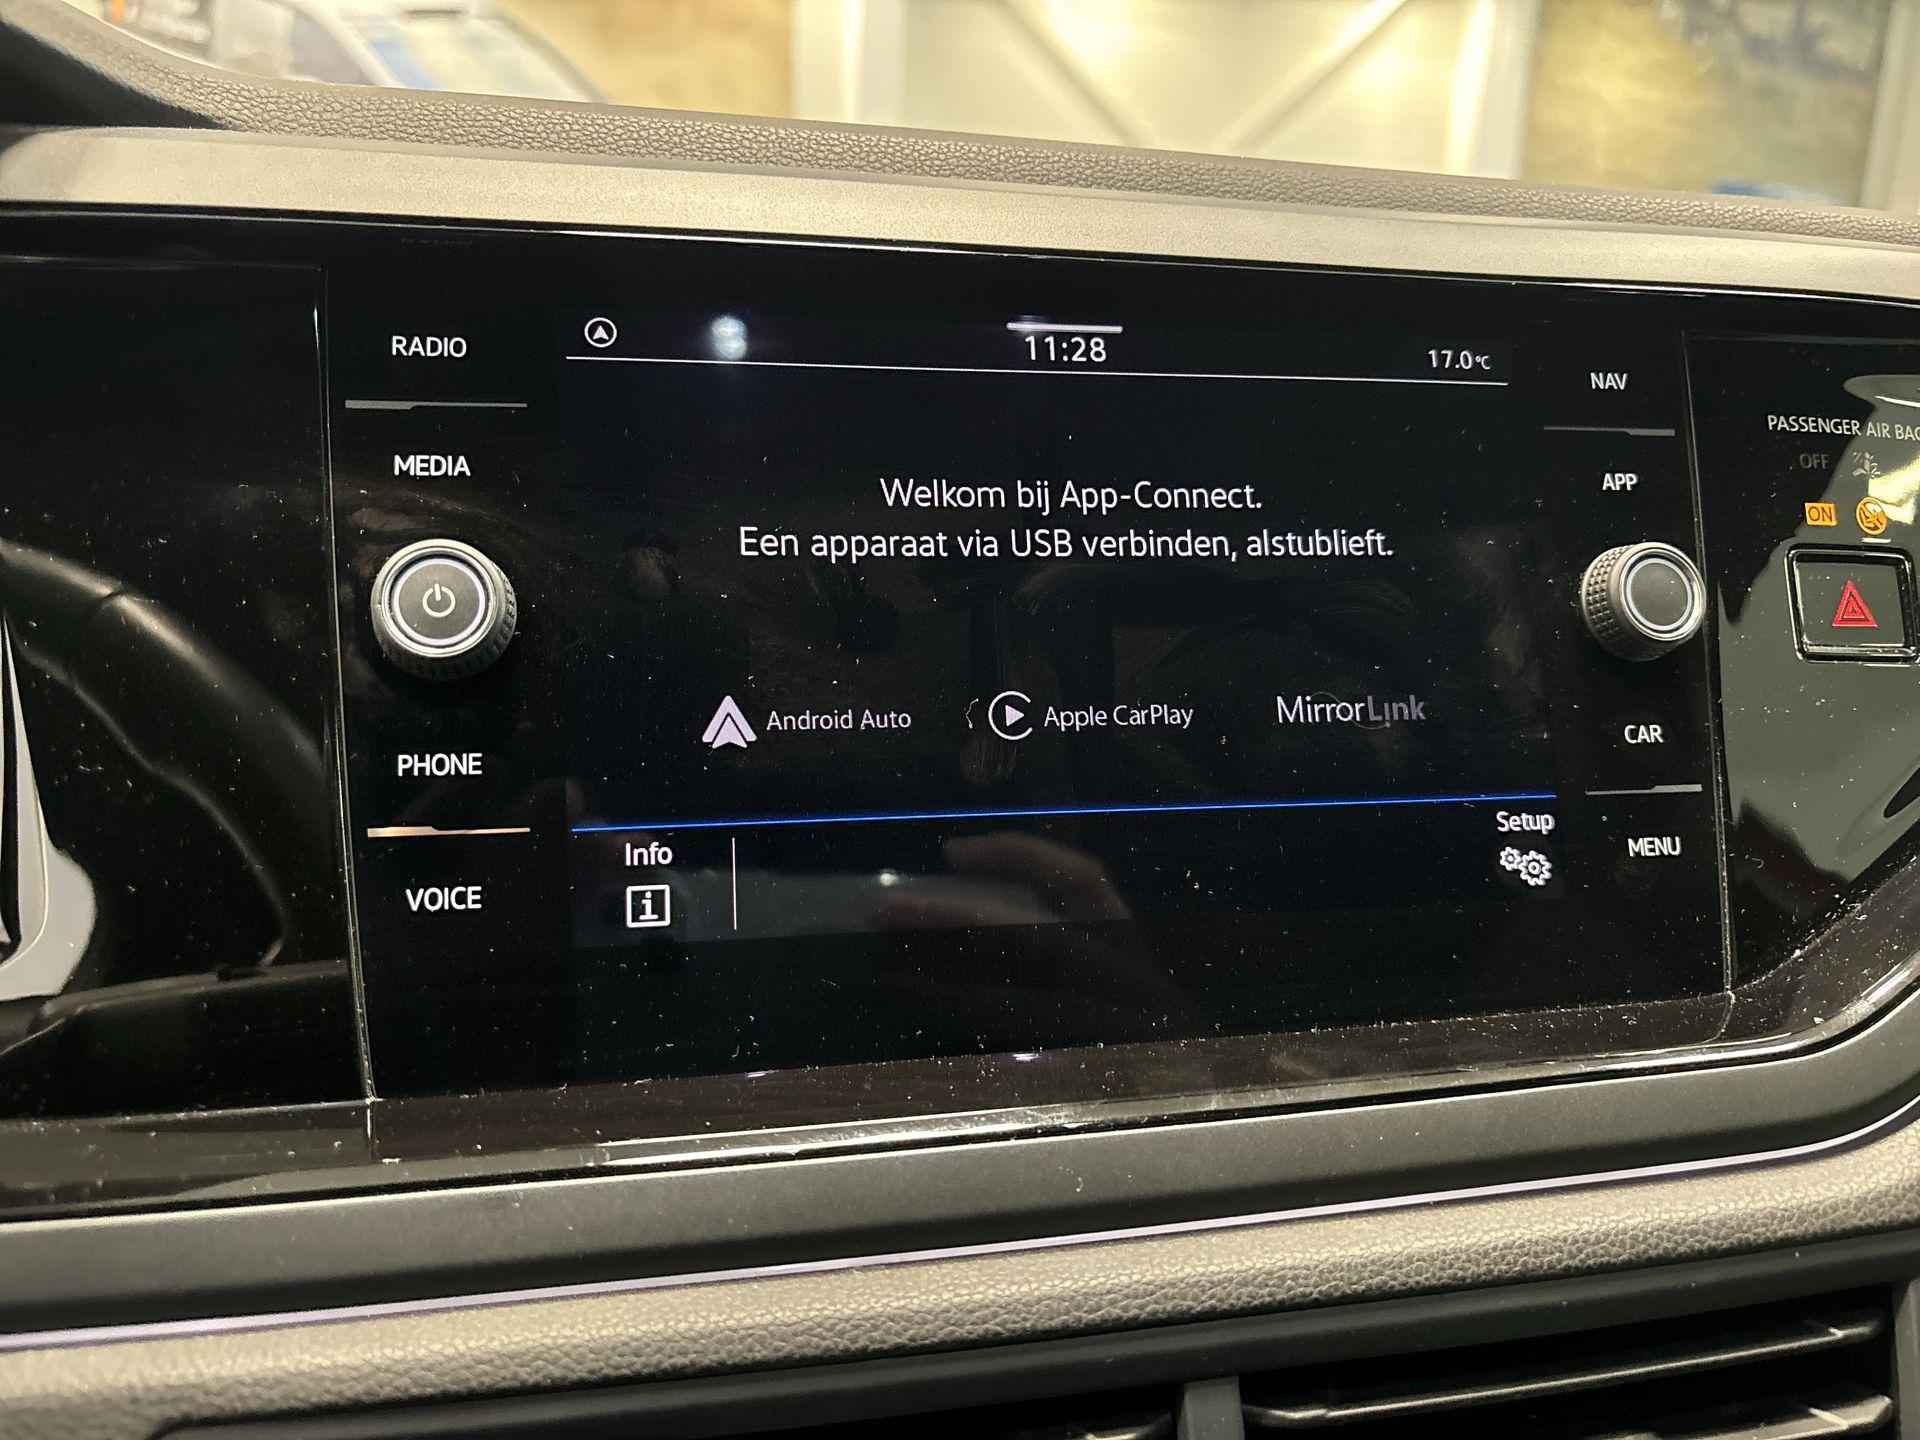 RADIO
MEDIA
PHONE
VOICE
11:28
17.0°C
Welkom bij App-Connect.
Een apparaat via USB verbinden, alstublieft.
Android Auto
Apple CarPlay
MirrorLink
Info
Setup
NAV
APP
CAR
MENU
PASSENGER AIR BAG
OFF
ON